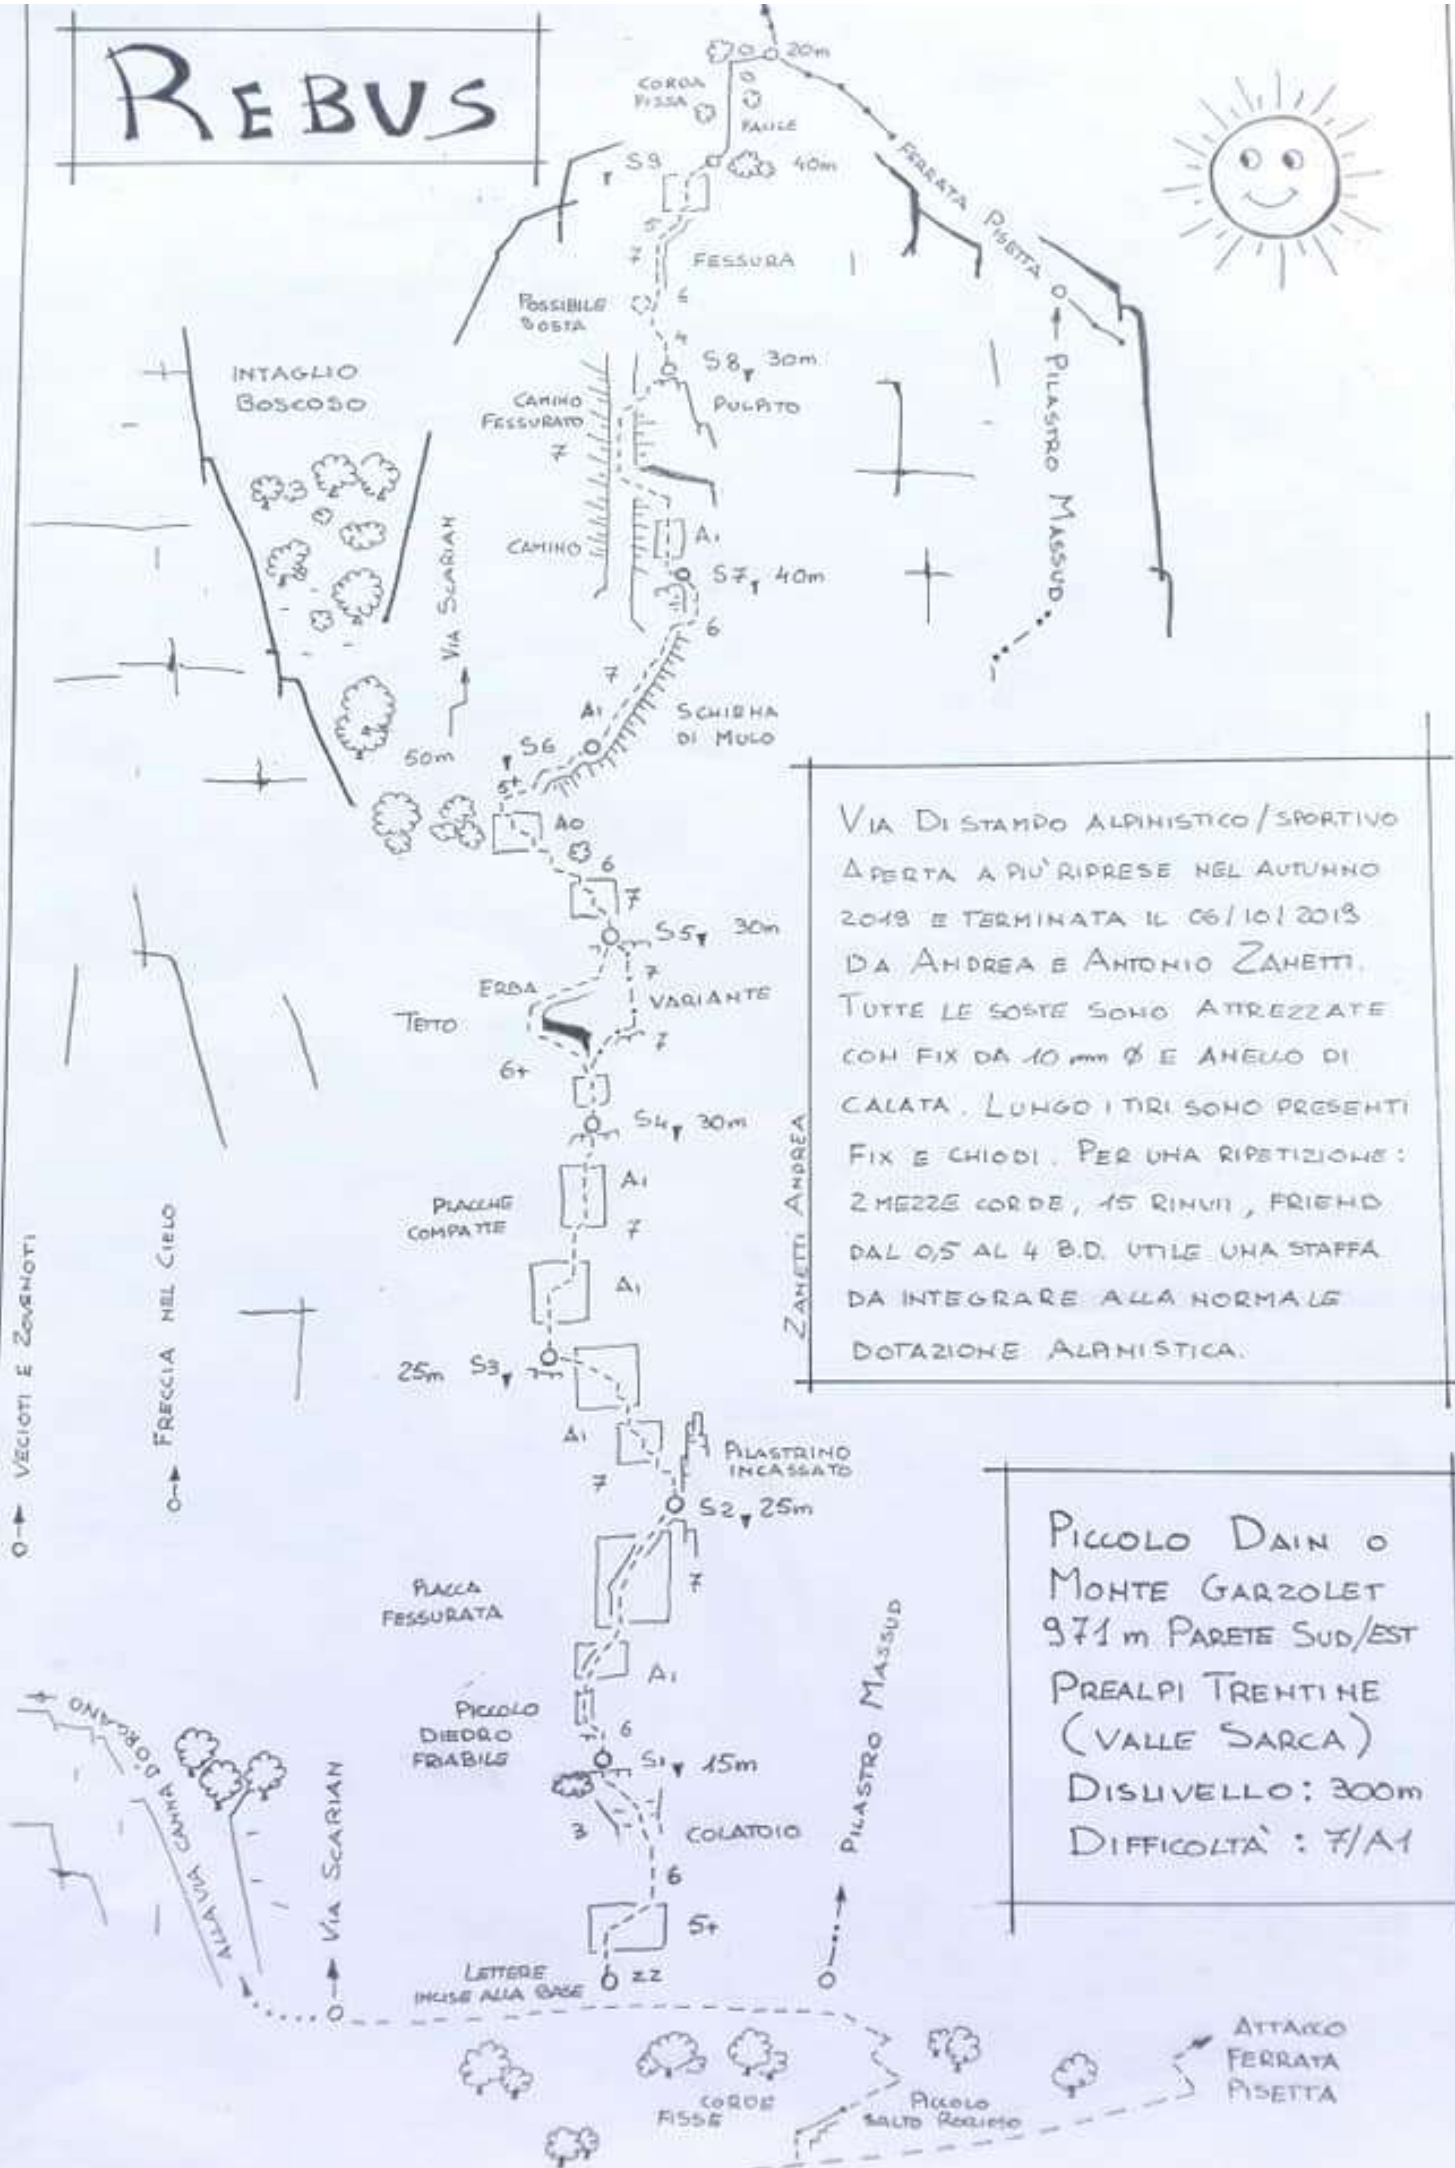 REBUS
20m
CORDA
FISSA
FACILE
S9
40m
FERRATA PISETTA
5
7
FESSURA
POSSIBILE
SOSTA
6
4
S8 30m
PULPITO
INTAGLIO
BOSCOSO
CAMINO
FESSURATO
7
PILASTRO MASSUD
CAMINO
A1
S7 40m
VIA SCARIAN
6
7
A1
SCHIENA
DI MULO
50m
S6
5+
A0
6
7
S5 30m
7
ERBA
VARIANTE
TETTO
7
6+
S4 30m
A1
PLACCHE
COMPATTE
7
A1
25m S3
A1
PILASTRINO
INCASSATO
7
S2 25m
7
PLACCA
FESSURATA
A1
PICCOLO
DIEDRO
FRIABILE
6
S1 15m
3
COLATOIO
6
5+
LETTERE
INCISE ALLA BASE
ZZ
VECIOTI E ZOVENOTI
FRECCIA NEL CIELO
ALLA VIA CANNA D'ORGANO
VIA SCARIAN
PILASTRO MASSUD
VIA DI STAMPO ALPINISTICO/SPORTIVO
APERTA A PIU' RIPRESE NEL AUTUNNO
2019 E TERMINATA IL 06/10/2019
DA ANDREA E ANTONIO ZANETTI.
TUTTE LE SOSTE SONO ATTREZZATE
CON FIX DA 10 mm Ø E ANELLO DI
CALATA. LUNGO I TIRI SONO PRESENTI
FIX E CHIODI. PER UNA RIPETIZIONE:
2 MEZZE CORDE, 15 RINVII, FRIEND
DAL 0,5 AL 4 B.D. UTILE UNA STAFFA
DA INTEGRARE ALLA NORMALE
DOTAZIONE ALPINISTICA.
ZANETTI ANDREA
PICCOLO DAIN O
MONTE GARZOLET
971 m PARETE SUD/EST
PREALPI TRENTINE
(VALLE SARCA)
DISLIVELLO: 300m
DIFFICOLTA': 7/A1
ATTACCO
FERRATA
PISETTA
CORDE
FISSE
PICCOLO
SALTO ROCCIOSO